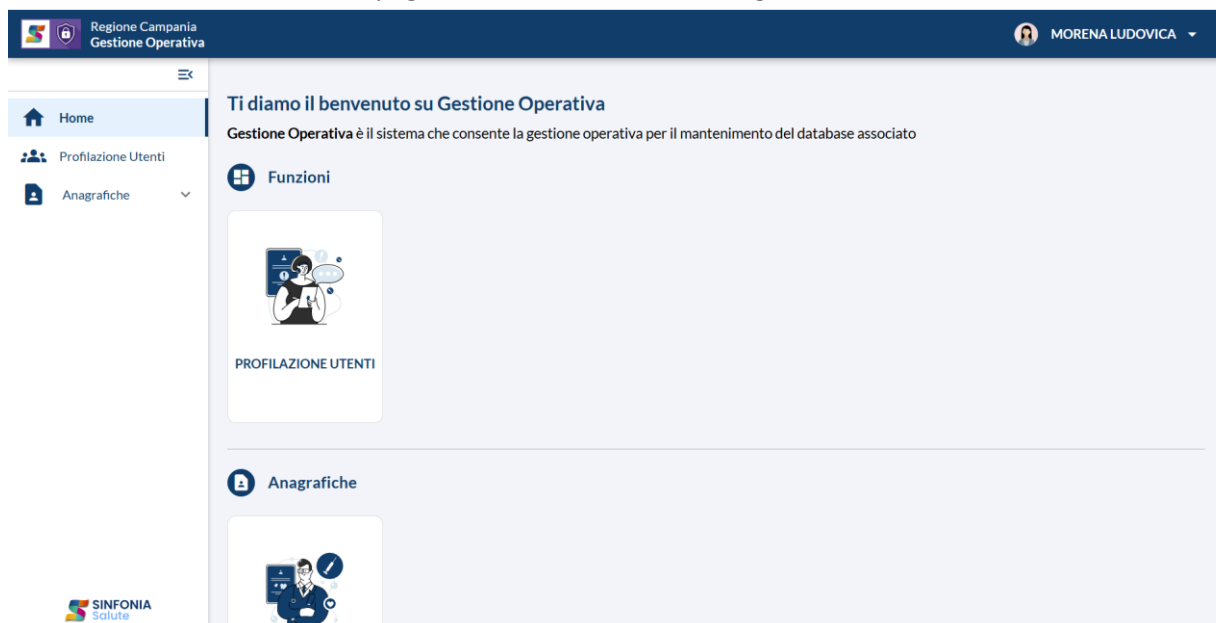 Regione Campania
Gestione Operativa
MORENA LUDOVICA
Home
Profilazione Utenti
Anagrafiche
Ti diamo il benvenuto su Gestione Operativa
Gestione Operativa è il sistema che consente la gestione operativa per il mantenimento del database associato
Funzioni
PROFILAZIONE UTENTI
Anagrafiche
SINFONIA
Salute